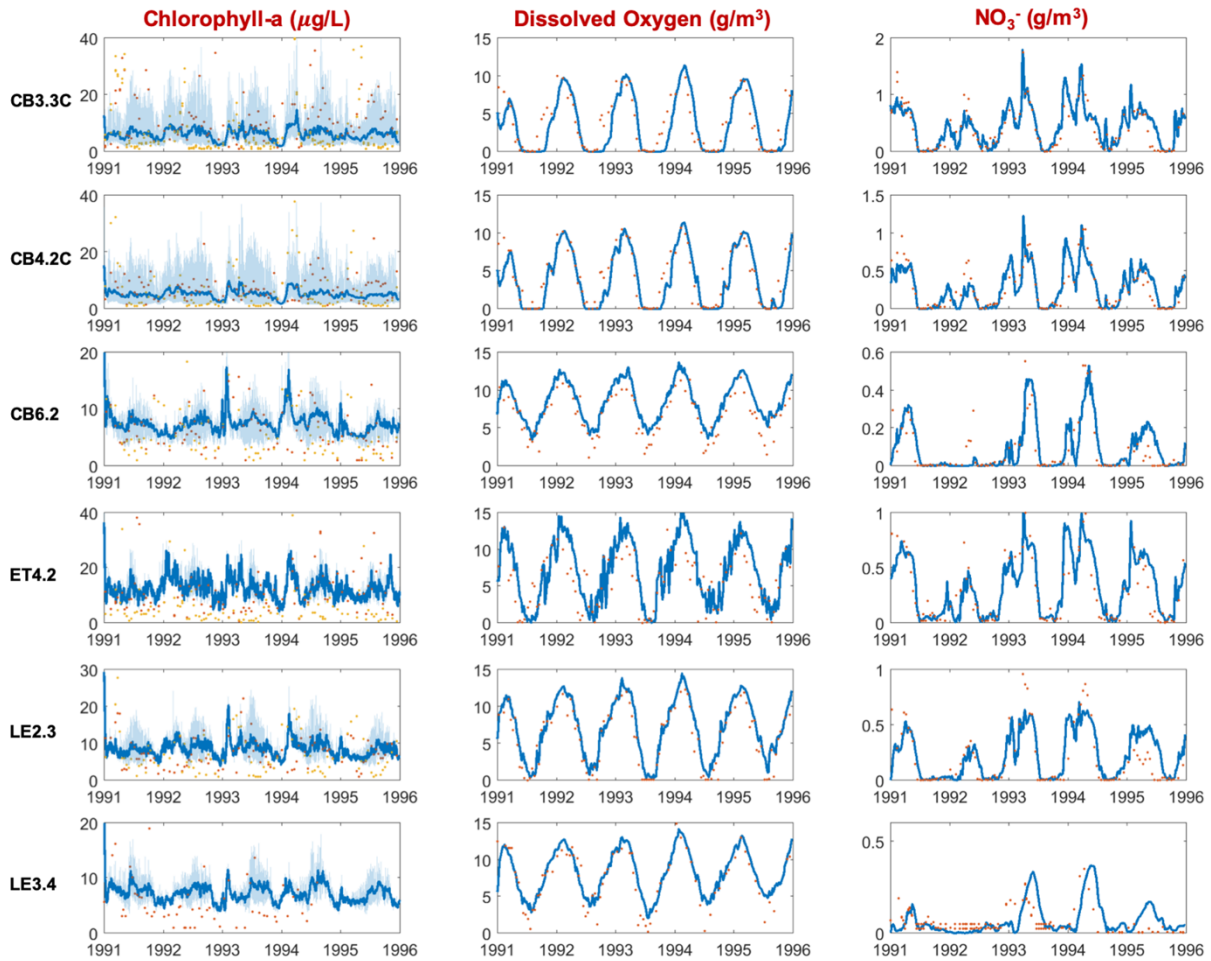 Chlorophyll-a (μg/L) Dissolved Oxygen (g/m³) NO₃⁻ (g/m³)
CB3.3C
40 20 0
1991 1992 1993 1994 1995 1996
15 10 5 0
1991 1992 1993 1994 1995 1996
2 1 0
1991 1992 1993 1994 1995 1996
CB4.2C
40 20 0
1991 1992 1993 1994 1995 1996
15 10 5 0
1991 1992 1993 1994 1995 1996
1.5 1 0.5 0
1991 1992 1993 1994 1995 1996
CB6.2
20 10 0
1991 1992 1993 1994 1995 1996
15 10 5 0
1991 1992 1993 1994 1995 1996
0.6 0.4 0.2 0
1991 1992 1993 1994 1995 1996
ET4.2
40 20 0
1991 1992 1993 1994 1995 1996
15 10 5 0
1991 1992 1993 1994 1995 1996
1 0.5 0
1991 1992 1993 1994 1995 1996
LE2.3
30 20 10 0
1991 1992 1993 1994 1995 1996
15 10 5 0
1991 1992 1993 1994 1995 1996
1 0.5 0
1991 1992 1993 1994 1995 1996
LE3.4
20 10 0
1991 1992 1993 1994 1995 1996
15 10 5 0
1991 1992 1993 1994 1995 1996
0.5 0
1991 1992 1993 1994 1995 1996